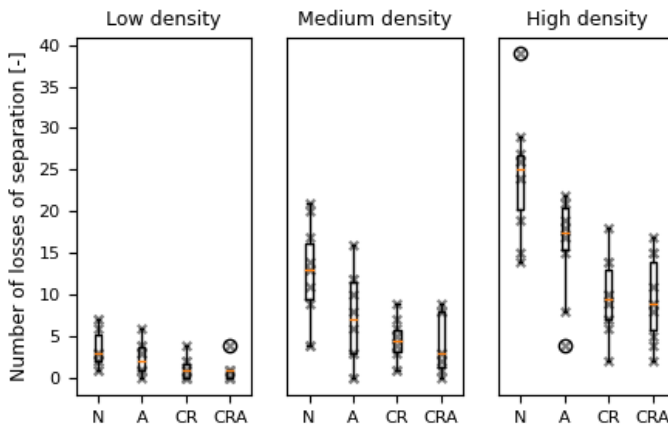 Low density
Medium density
High density
Number of losses of separation [-]
40
35
30
25
20
15
10
5
0
N A CR CRA
N A CR CRA
N A CR CRA